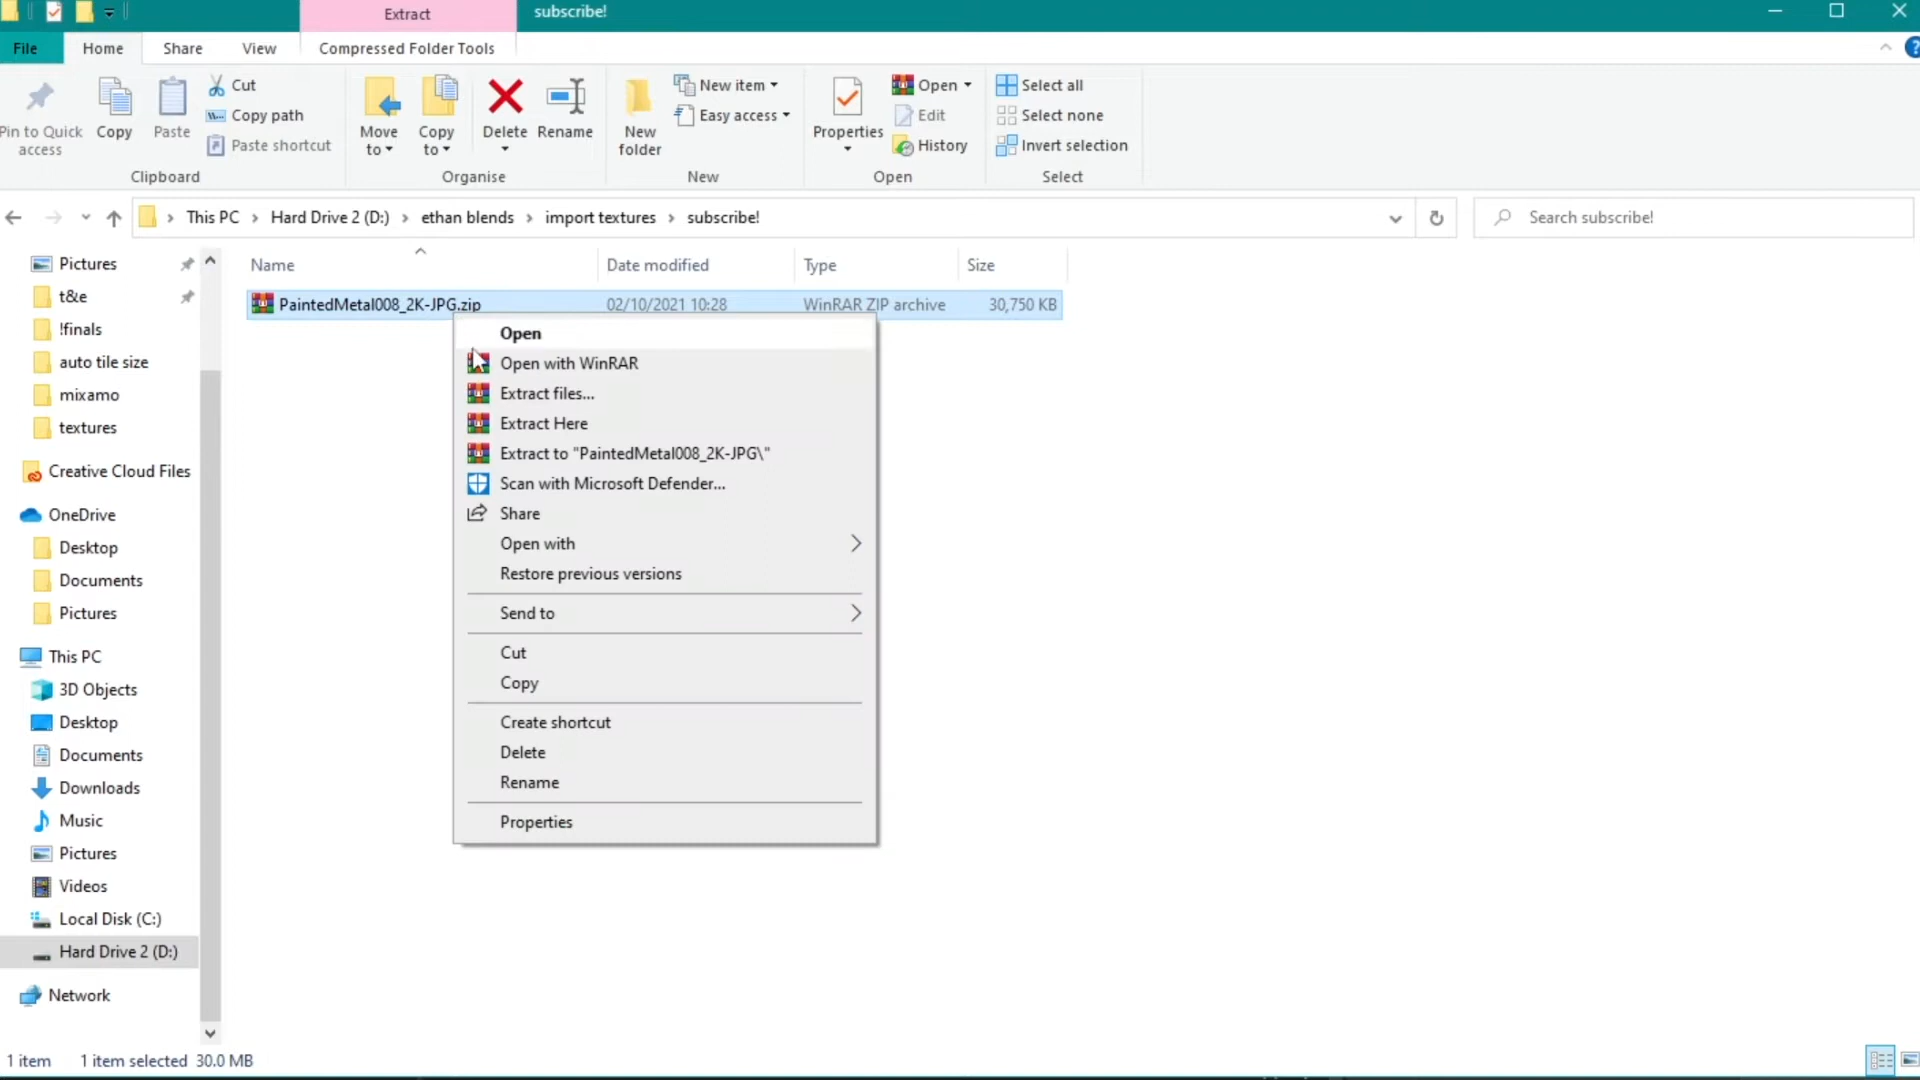 Extract
subscribe!
File
Home
Share
View
Compressed Folder Tools
?
Pin to Quick
access
Copy
Paste
Cut
Copy path
Paste shortcut
Clipboard
Move
to
Copy
to
Delete
Rename
Organise
New
folder
New item
Easy access
New
Properties
Open
Edit
History
Open
Select all
Select none
Invert selection
Select
This PC
Hard Drive 2 (D:)
ethan blends
import textures
subscribe!
Search subscribe!
Name
Date modified
Type
Size
PaintedMetal008_2K-JPG.zip
02/10/2021 10:28
WinRAR ZIP archive
30,750 KB
Pictures
t&e
!finals
auto tile size
mixamo
textures
Creative Cloud Files
OneDrive
Desktop
Documents
Pictures
This PC
3D Objects
Desktop
Documents
Downloads
Music
Pictures
Videos
Local Disk (C:)
Hard Drive 2 (D:)
Network
Open
Open with WinRAR
Extract files...
Extract Here
Extract to "PaintedMetal008_2K-JPG\"
Scan with Microsoft Defender...
Share
Open with
Restore previous versions
Send to
Cut
Copy
Create shortcut
Delete
Rename
Properties
1 item
1 item selected 30.0 MB